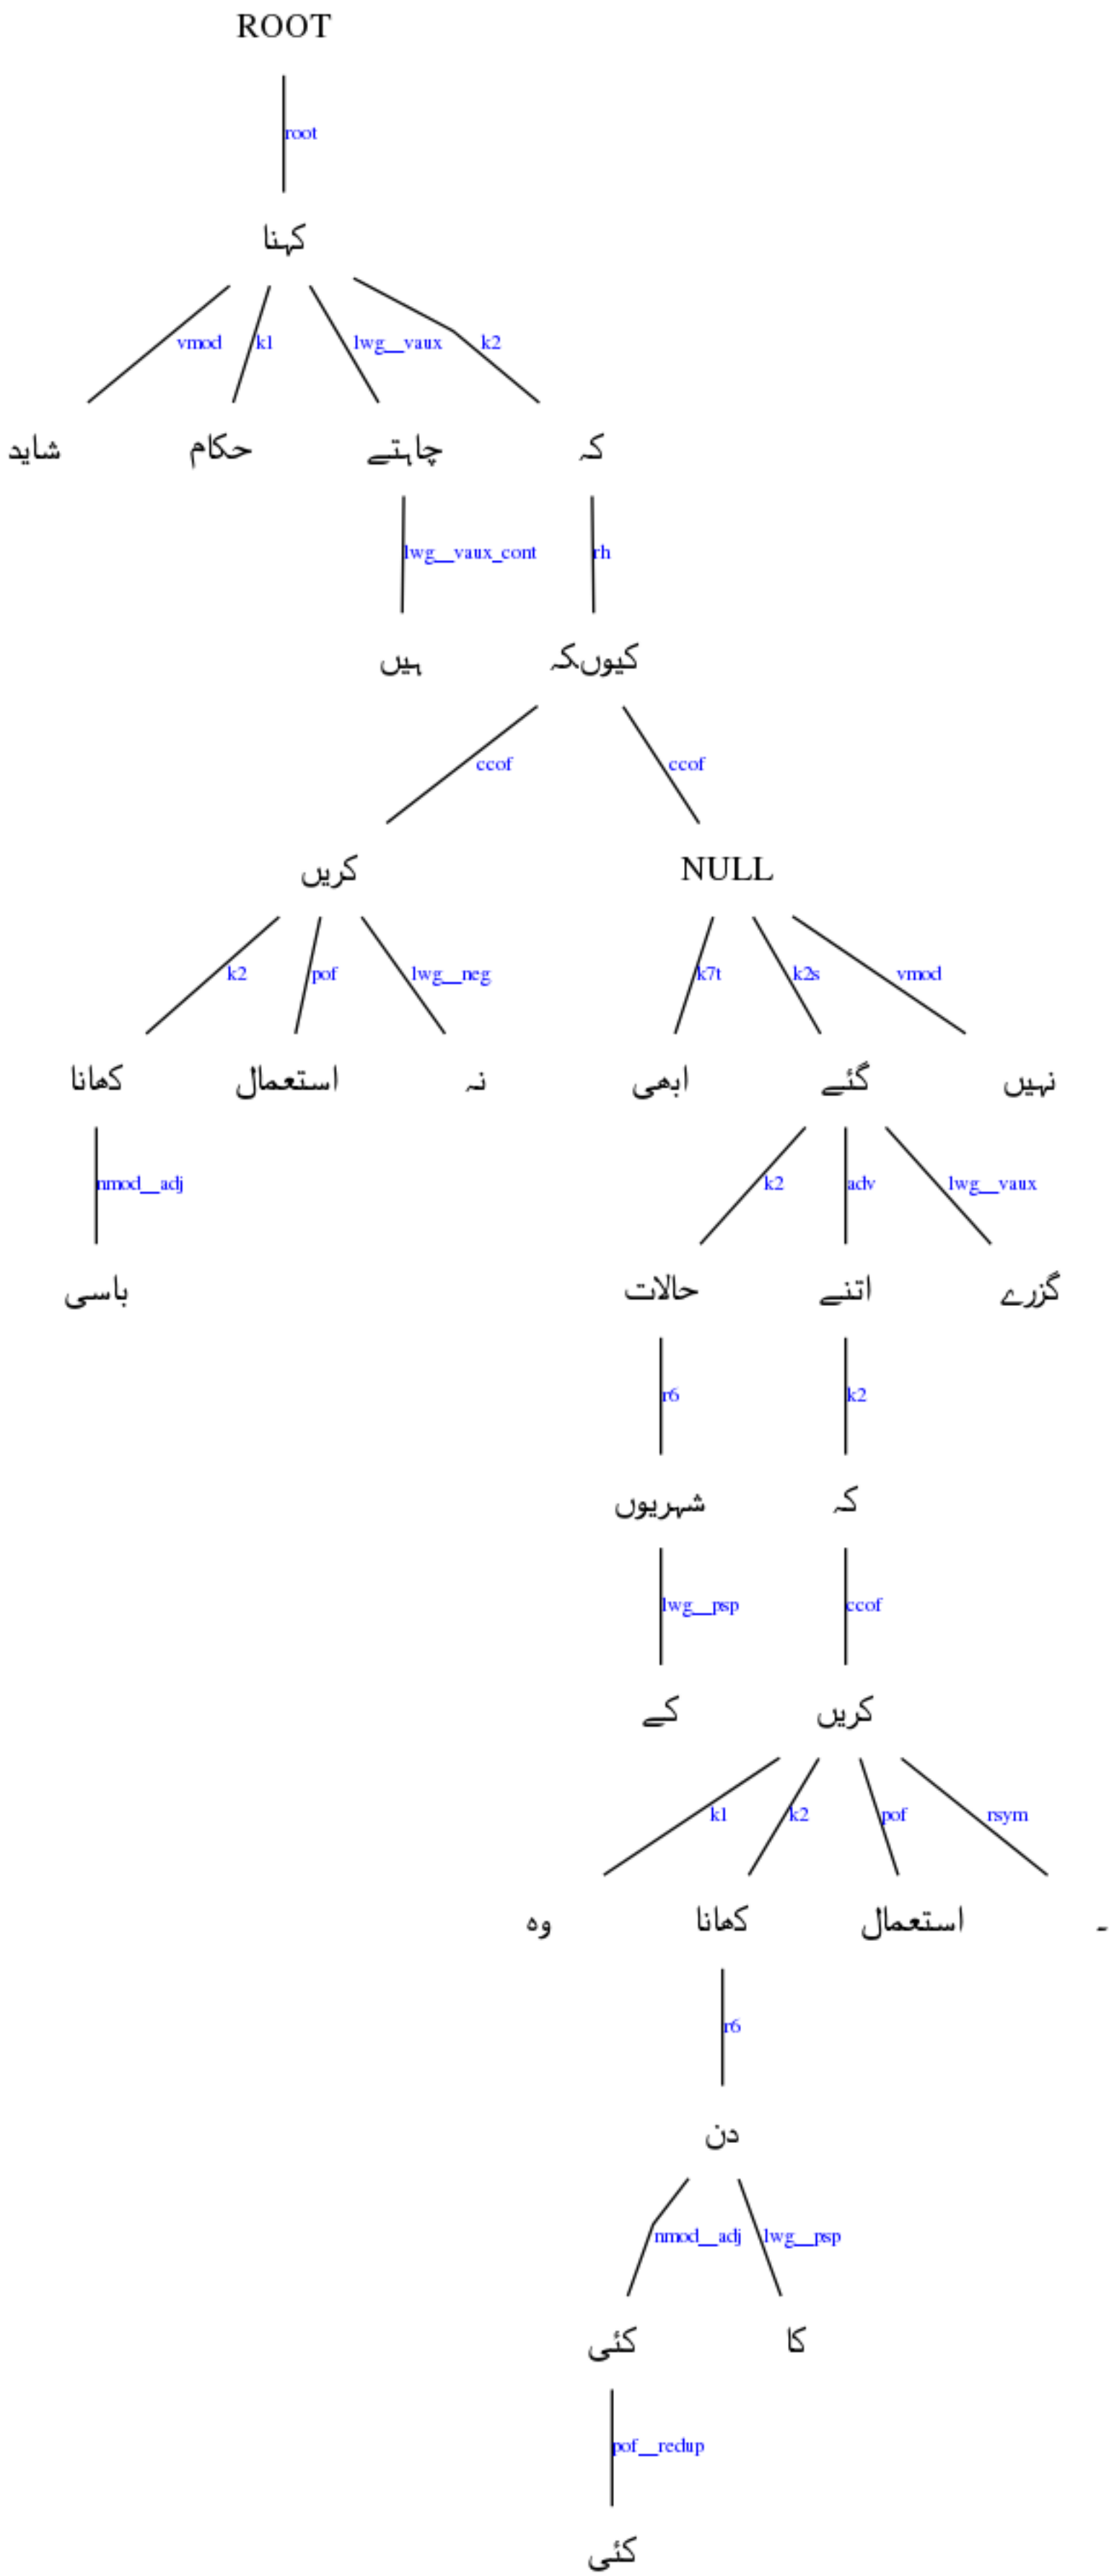 ROOT
root
کہنا
vmod k1 lwg__vaux k2
شاید حکام چاہتے کہ
lwg__vaux_cont rh
ہیں کیوں‌کہ
ccof ccof
کریں NULL
k2 pof lwg__neg k7t k2s vmod
کھانا استعمال نہ ابھی گئے نہیں
nmod__adj k2 adv lwg__vaux
باسی حالات اتنے گزرے
r6 k2
شہریوں کہ
lwg__psp ccof
کے کریں
k1 k2 pof rsym
وہ کھانا استعمال ۔
r6
دن
nmod__adj lwg__psp
کئی کا
pof__redup
کئی